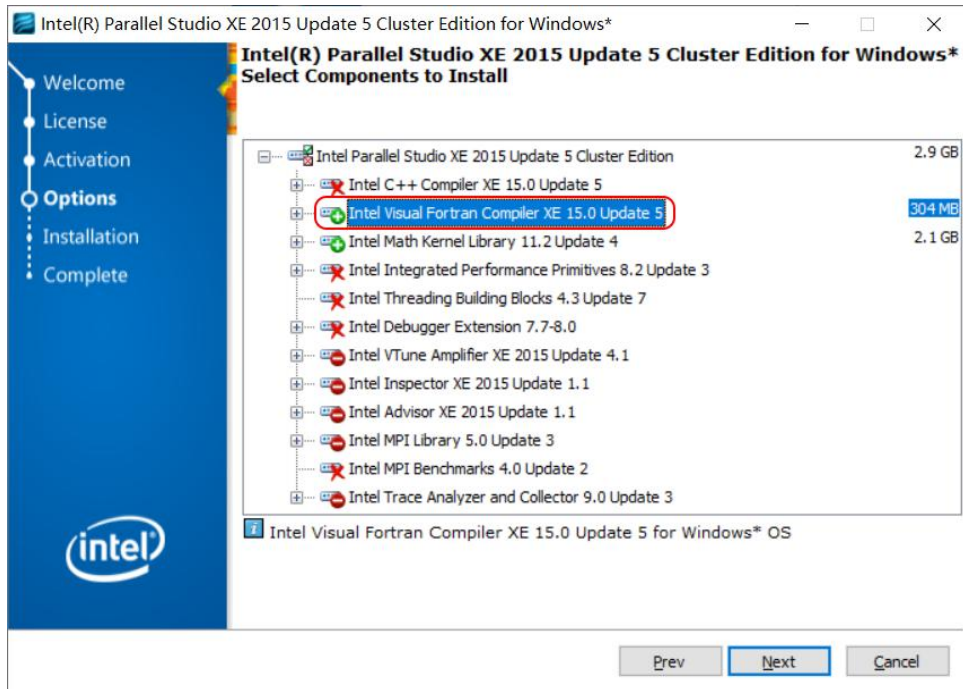 Intel(R) Parallel Studio XE 2015 Update 5 Cluster Edition for Windows*
Intel(R) Parallel Studio XE 2015 Update 5 Cluster Edition for Windows*
Select Components to Install
Welcome
License
Activation
Options
Installation
Complete
Intel Parallel Studio XE 2015 Update 5 Cluster Edition 2.9 GB
Intel C++ Compiler XE 15.0 Update 5
Intel Visual Fortran Compiler XE 15.0 Update 5 304 MB
Intel Math Kernel Library 11.2 Update 4 2.1 GB
Intel Integrated Performance Primitives 8.2 Update 3
Intel Threading Building Blocks 4.3 Update 7
Intel Debugger Extension 7.7-8.0
Intel VTune Amplifier XE 2015 Update 4.1
Intel Inspector XE 2015 Update 1.1
Intel Advisor XE 2015 Update 1.1
Intel MPI Library 5.0 Update 3
Intel MPI Benchmarks 4.0 Update 2
Intel Trace Analyzer and Collector 9.0 Update 3
Intel Visual Fortran Compiler XE 15.0 Update 5 for Windows* OS
intel
Prev Next Cancel